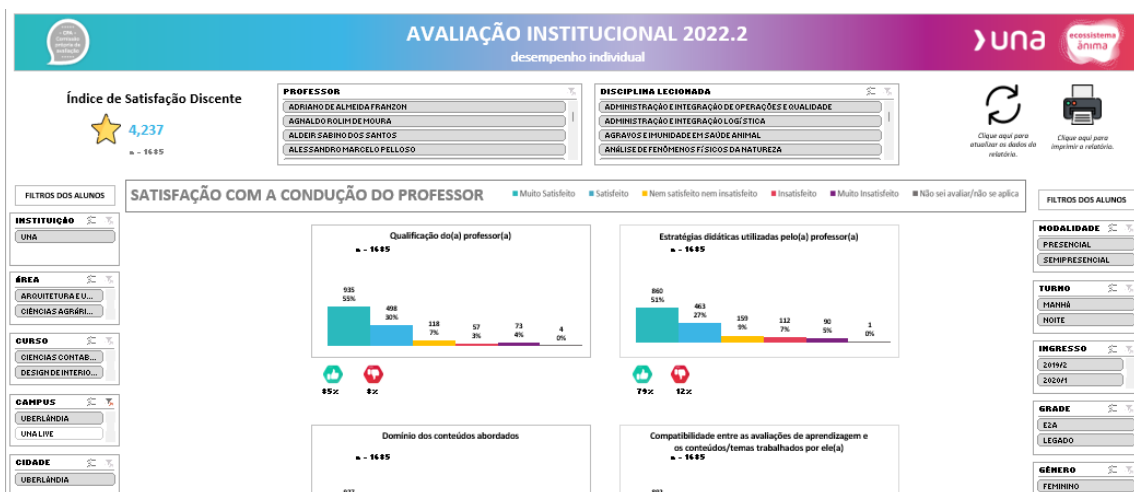 - CPA -
Comissão
própria de
avaliação
AVALIAÇÃO INSTITUCIONAL 2022.2
desempenho individual
una
ecossistema
ânima
Índice de Satisfação Discente
4,237
n - 1685
PROFESSOR
ADRIANO DE ALMEIDA FRANZON
AGNALDO ROLIM DE MOURA
ALDEIR SABINO DOS SANTOS
ALESSANDRO MARCELO PELLOSO
DISCIPLINA LECIONADA
ADMINISTRAÇÃO E INTEGRAÇÃO DE OPERAÇÕES E QUALIDADE
ADMINISTRAÇÃO E INTEGRAÇÃO LOGÍSTICA
AGRAVOS E IMUNIDADE EM SAÚDE ANIMAL
ANÁLISE DE FENÔMENOS FÍSICOS DA NATUREZA
Clique aqui para
atualizar os dados do
relatório.
Clique aqui para
imprimir o relatório.
FILTROS DOS ALUNOS
SATISFAÇÃO COM A CONDUÇÃO DO PROFESSOR
Muito Satisfeito
Satisfeito
Nem satisfeito nem insatisfeito
Insatisfeito
Muito Insatisfeito
Não sei avaliar/não se aplica
FILTROS DOS ALUNOS
INSTITUIÇÃO
UNA
ÁREA
ARQUITETURA E U...
CIÊNCIAS AGRÁRI...
CURSO
CIENCIAS CONTAB...
DESIGN DE INTERIO...
CAMPUS
UBERLÂNDIA
UNA LIVE
CIDADE
UBERLÂNDIA
Qualificação do(a) professor(a)
n - 1685
935
55%
498
30%
118
7%
57
3%
73
4%
4
0%
85%
8%
Estratégias didáticas utilizadas pelo(a) professor(a)
n - 1685
860
51%
463
27%
159
9%
112
7%
90
5%
1
0%
79%
12%
Domínio dos conteúdos abordados
n - 1685
Compatibilidade entre as avaliações de aprendizagem e
os conteúdos/temas trabalhados por ele(a)
n - 1685
MODALIDADE
PRESENCIAL
SEMIPRESENCIAL
TURNO
MANHÃ
NOITE
INGRESSO
2019/2
2020/1
GRADE
E2A
LEGADO
GÊNERO
FEMININO